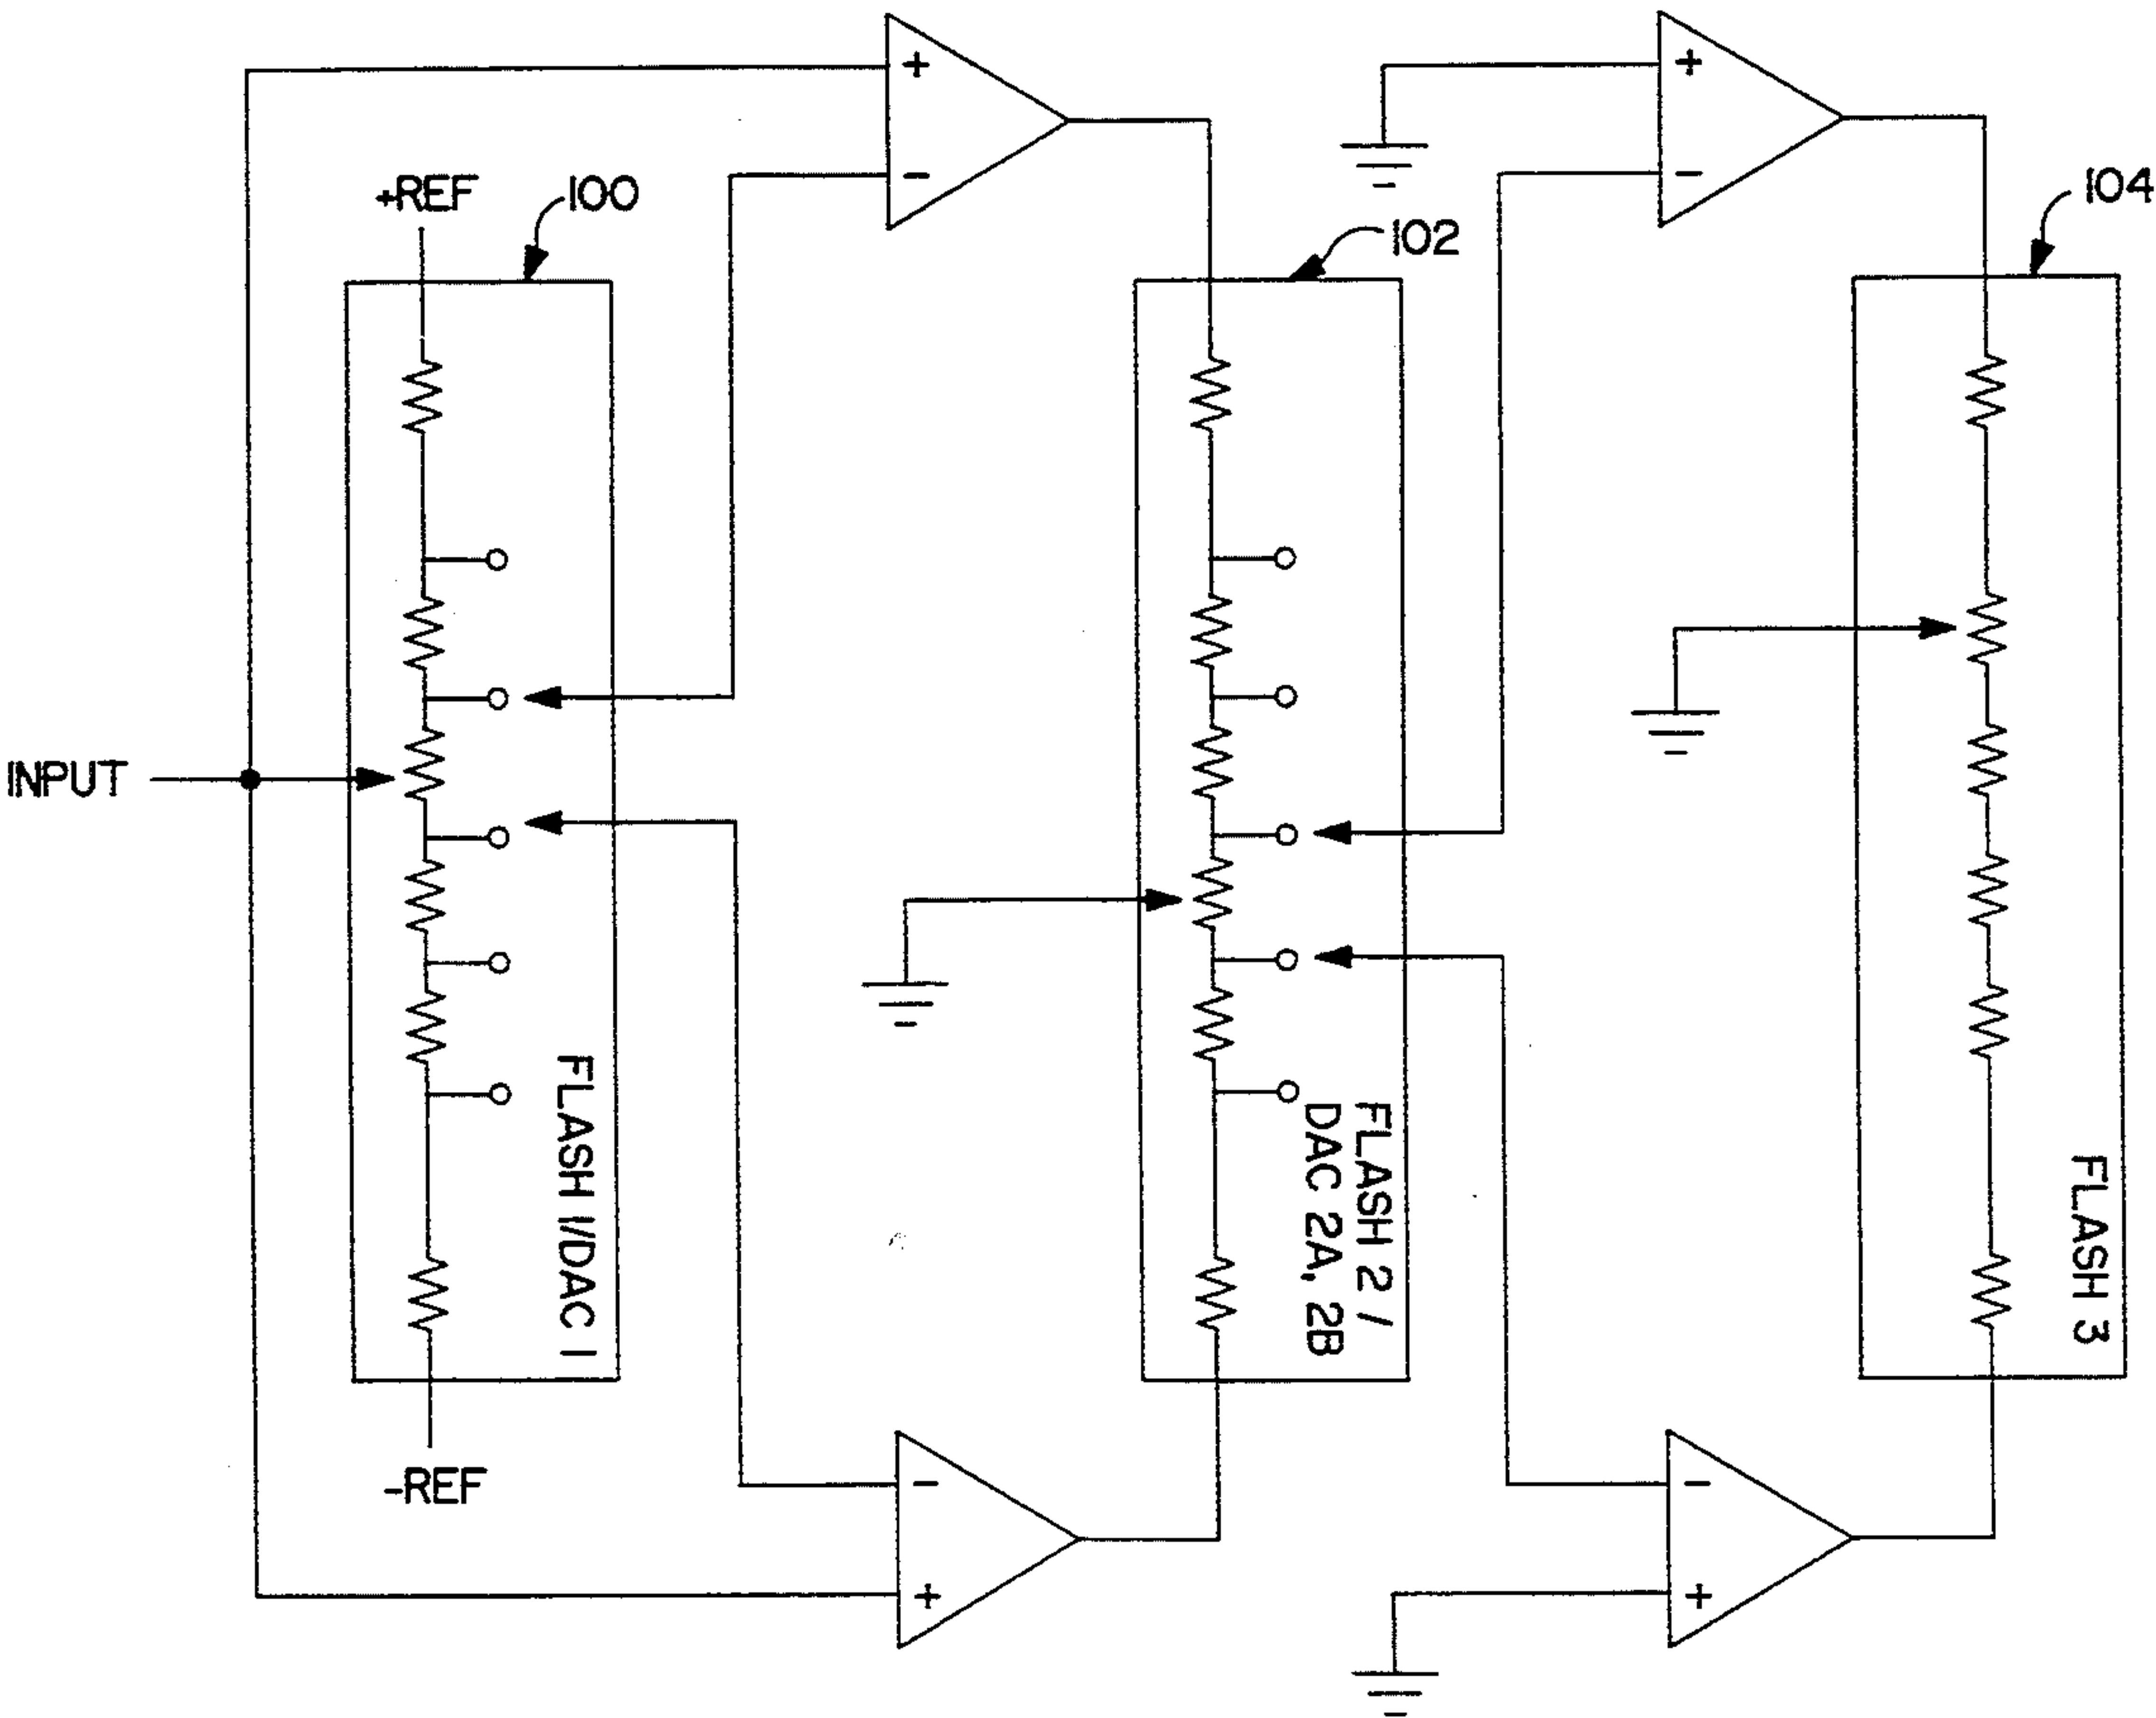 +REF
100
102
104
INPUT
+
-
+
-
FLASH 1/DAC 1
FLASH 2 /
DAC 2A, 2B
FLASH 3
-REF
-
+
-
+